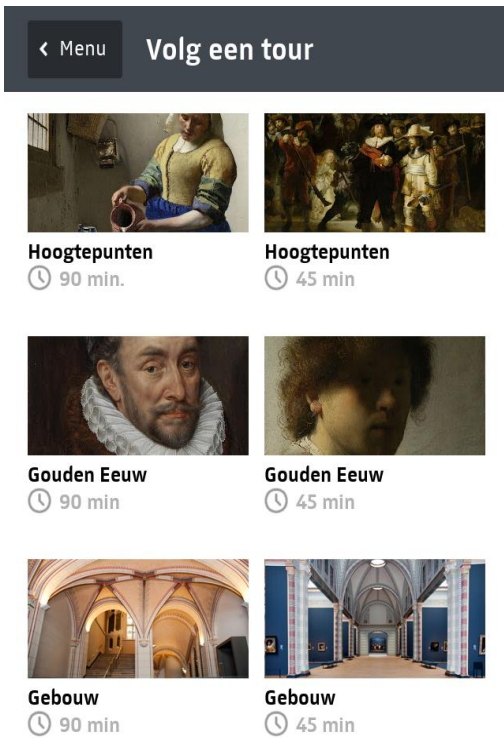 Menu Volg een tour
Hoogtepunten Hoogtepunten
90 min. 45 min
Gouden Eeuw Gouden Eeuw
90 min 45 min
Gebouw Gebouw
90 min 45 min